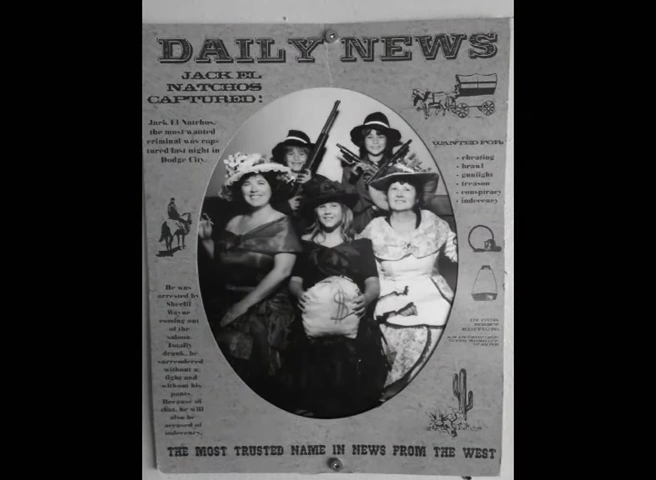 DAILY NEWS
JACK EL
NATCHOS
CAPTURED!
Jack El Natchos,
the most wanted
criminal was cap-
tured last night in
Dodge City.
WANTED FOR:
- cheating
- brawl
- gunfight
- treason
- conspiracy
- indecency
He was
arrested by
Sheriff
Wayne
coming out
of the
saloon.
Totally
drunk, he
surrendered
without a
fight and
without his
pants.
Because of
that, he will
also be
accused of
indecency.
$
THE MOST TRUSTED NAME IN NEWS FROM THE WEST